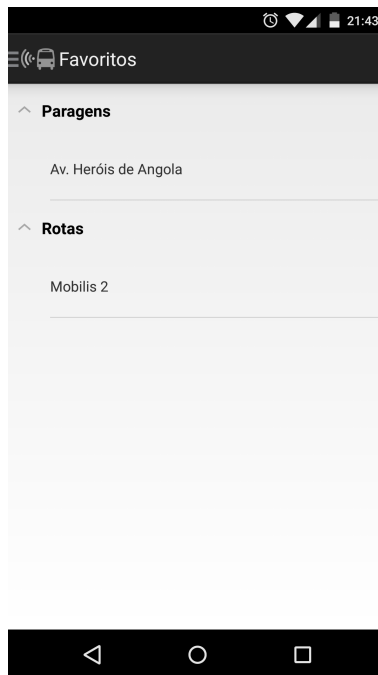 21:43
Favoritos
Paragens
Av. Heróis de Angola
Rotas
Mobilis 2